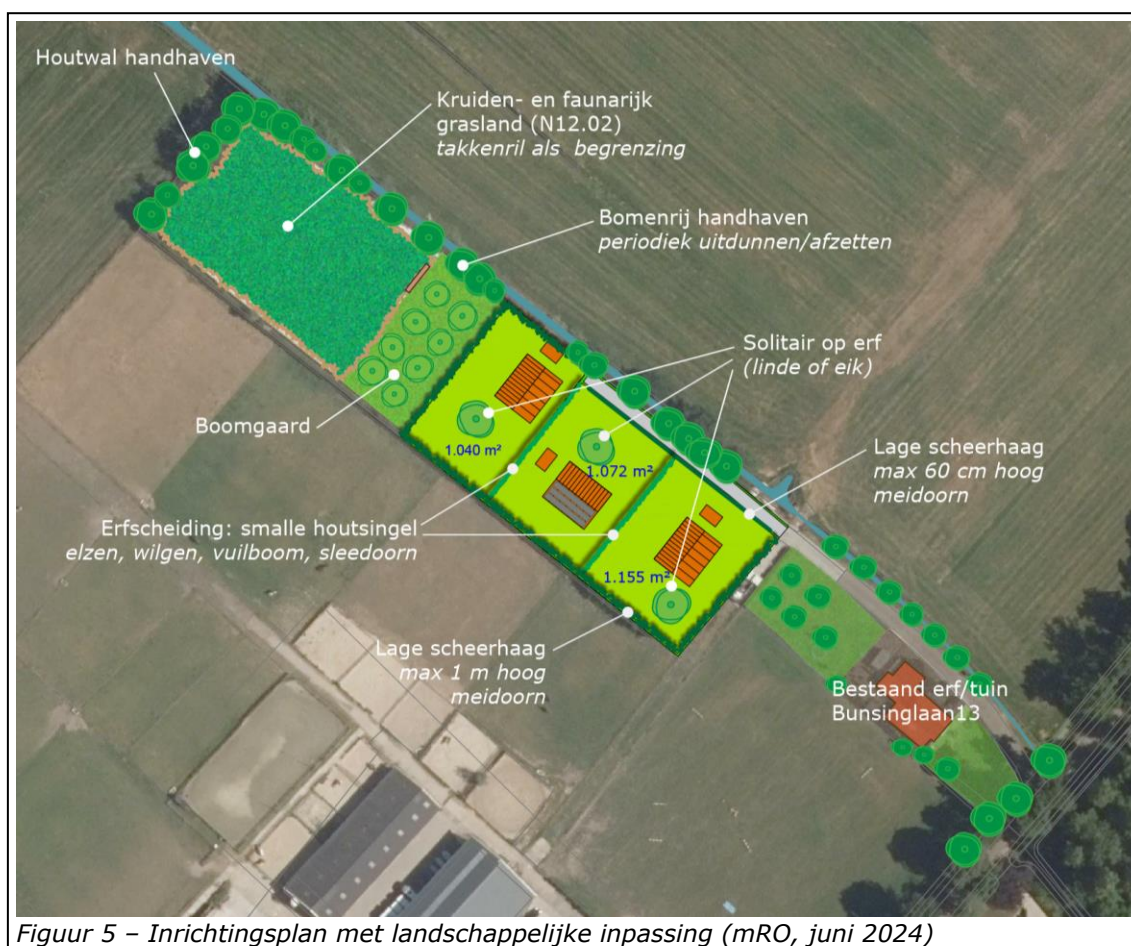 Houtwal handhaven
Kruiden- en faunarijk
grasland (N12.02)
takkenril als begrenzing
Bomenrij handhaven
periodiek uitdunnen/afzetten
Solitair op erf
(linde of eik)
Boomgaard
1.040 m²
1.072 m²
Lage scheerhaag
max 60 cm hoog
meidoorn
Erfscheiding: smalle houtsingel
elzen, wilgen, vuilboom, sleedoorn
1.155 m²
Lage scheerhaag
max 1 m hoog
meidoorn
Bestaand erf/tuin
Bunsinglaan13
Figuur 5 – Inrichtingsplan met landschappelijke inpassing (mRO, juni 2024)